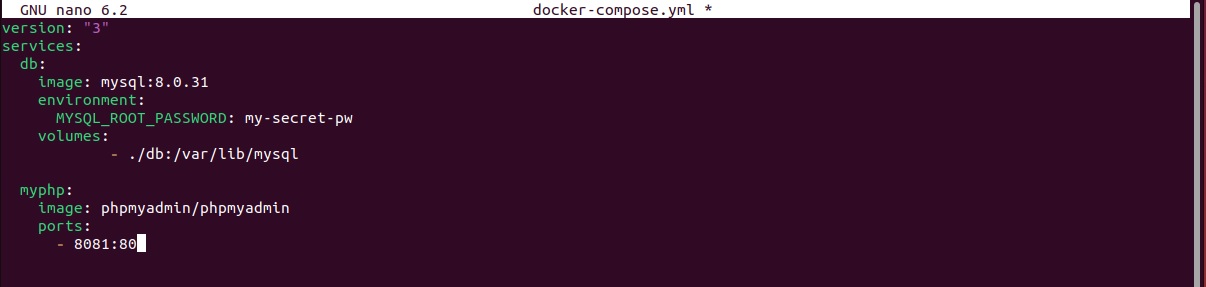 GNU nano 6.2 docker-compose.yml *
version: "3"
services:
  db:
    image: mysql:8.0.31
    environment:
      MYSQL_ROOT_PASSWORD: my-secret-pw
    volumes:
            - ./db:/var/lib/mysql

  myphp:
    image: phpmyadmin/phpmyadmin
    ports:
      - 8081:80